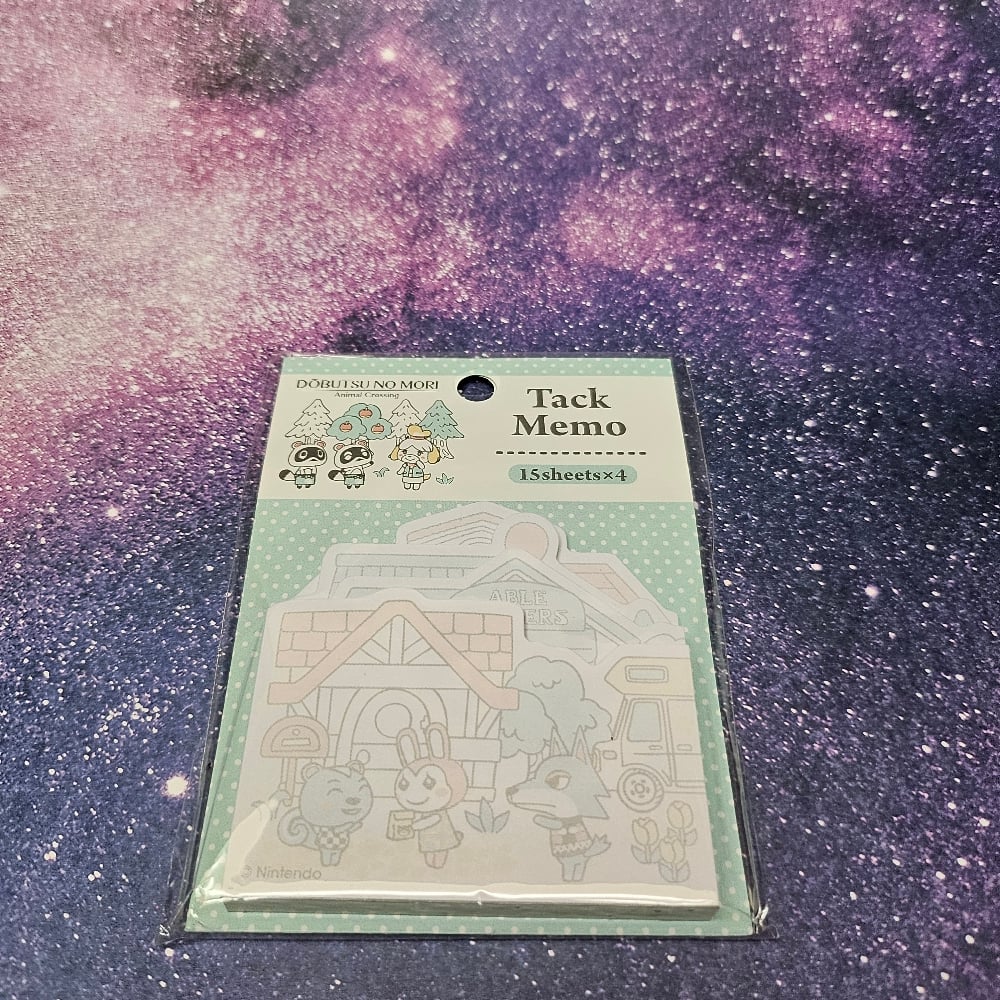 DŌBUTSU NO MORI
Animal Crossing
Tack
Memo
15sheets×4
ABLE
ERS
© Nintendo